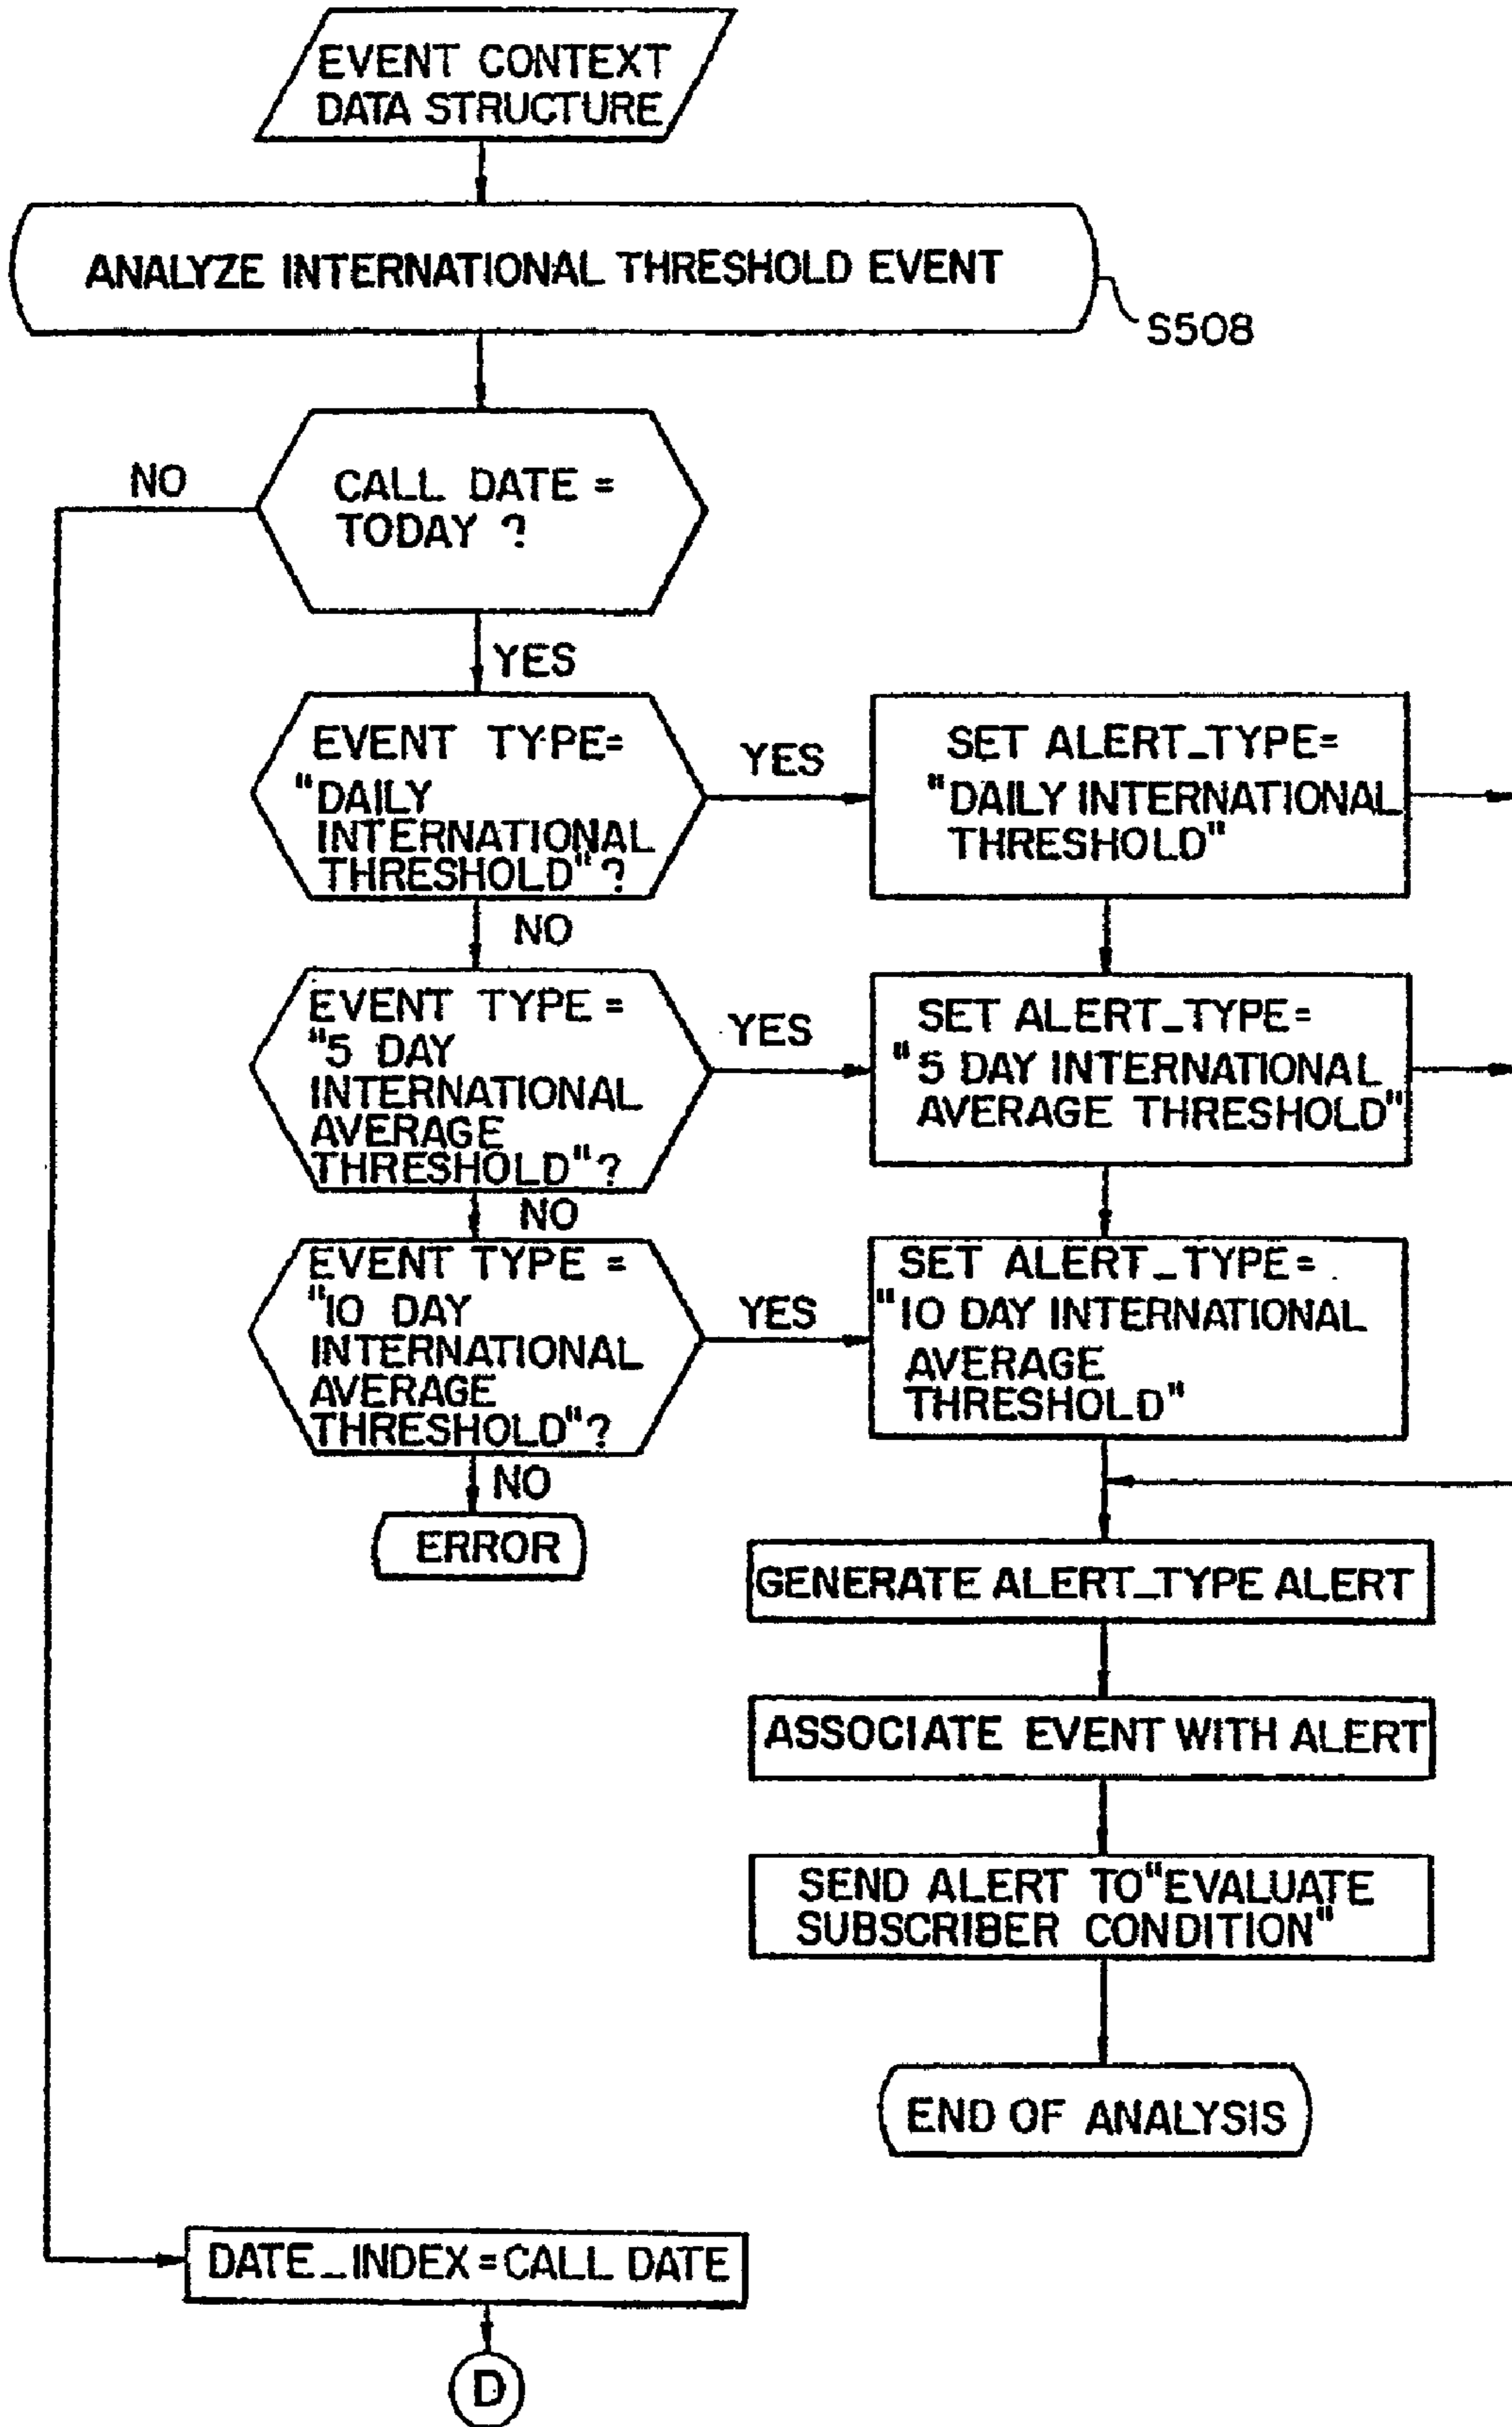 EVENT CONTEXT
DATA STRUCTURE
ANALYZE INTERNATIONAL THRESHOLD EVENT
S508
NO
CALL DATE =
TODAY ?
YES
EVENT TYPE=
"DAILY
INTERNATIONAL
THRESHOLD"?
YES
SET ALERT_TYPE=
"DAILY INTERNATIONAL
THRESHOLD"
NO
EVENT TYPE =
"5 DAY
INTERNATIONAL
AVERAGE
THRESHOLD"?
YES
SET ALERT_TYPE=
"5 DAY INTERNATIONAL
AVERAGE THRESHOLD"
NO
EVENT TYPE =
"10 DAY
INTERNATIONAL
AVERAGE
THRESHOLD"?
YES
SET ALERT_TYPE=
"10 DAY INTERNATIONAL
AVERAGE
THRESHOLD"
NO
ERROR
GENERATE ALERT_TYPE ALERT
ASSOCIATE EVENT WITH ALERT
SEND ALERT TO "EVALUATE
SUBSCRIBER CONDITION"
END OF ANALYSIS
DATE_INDEX=CALL DATE
D